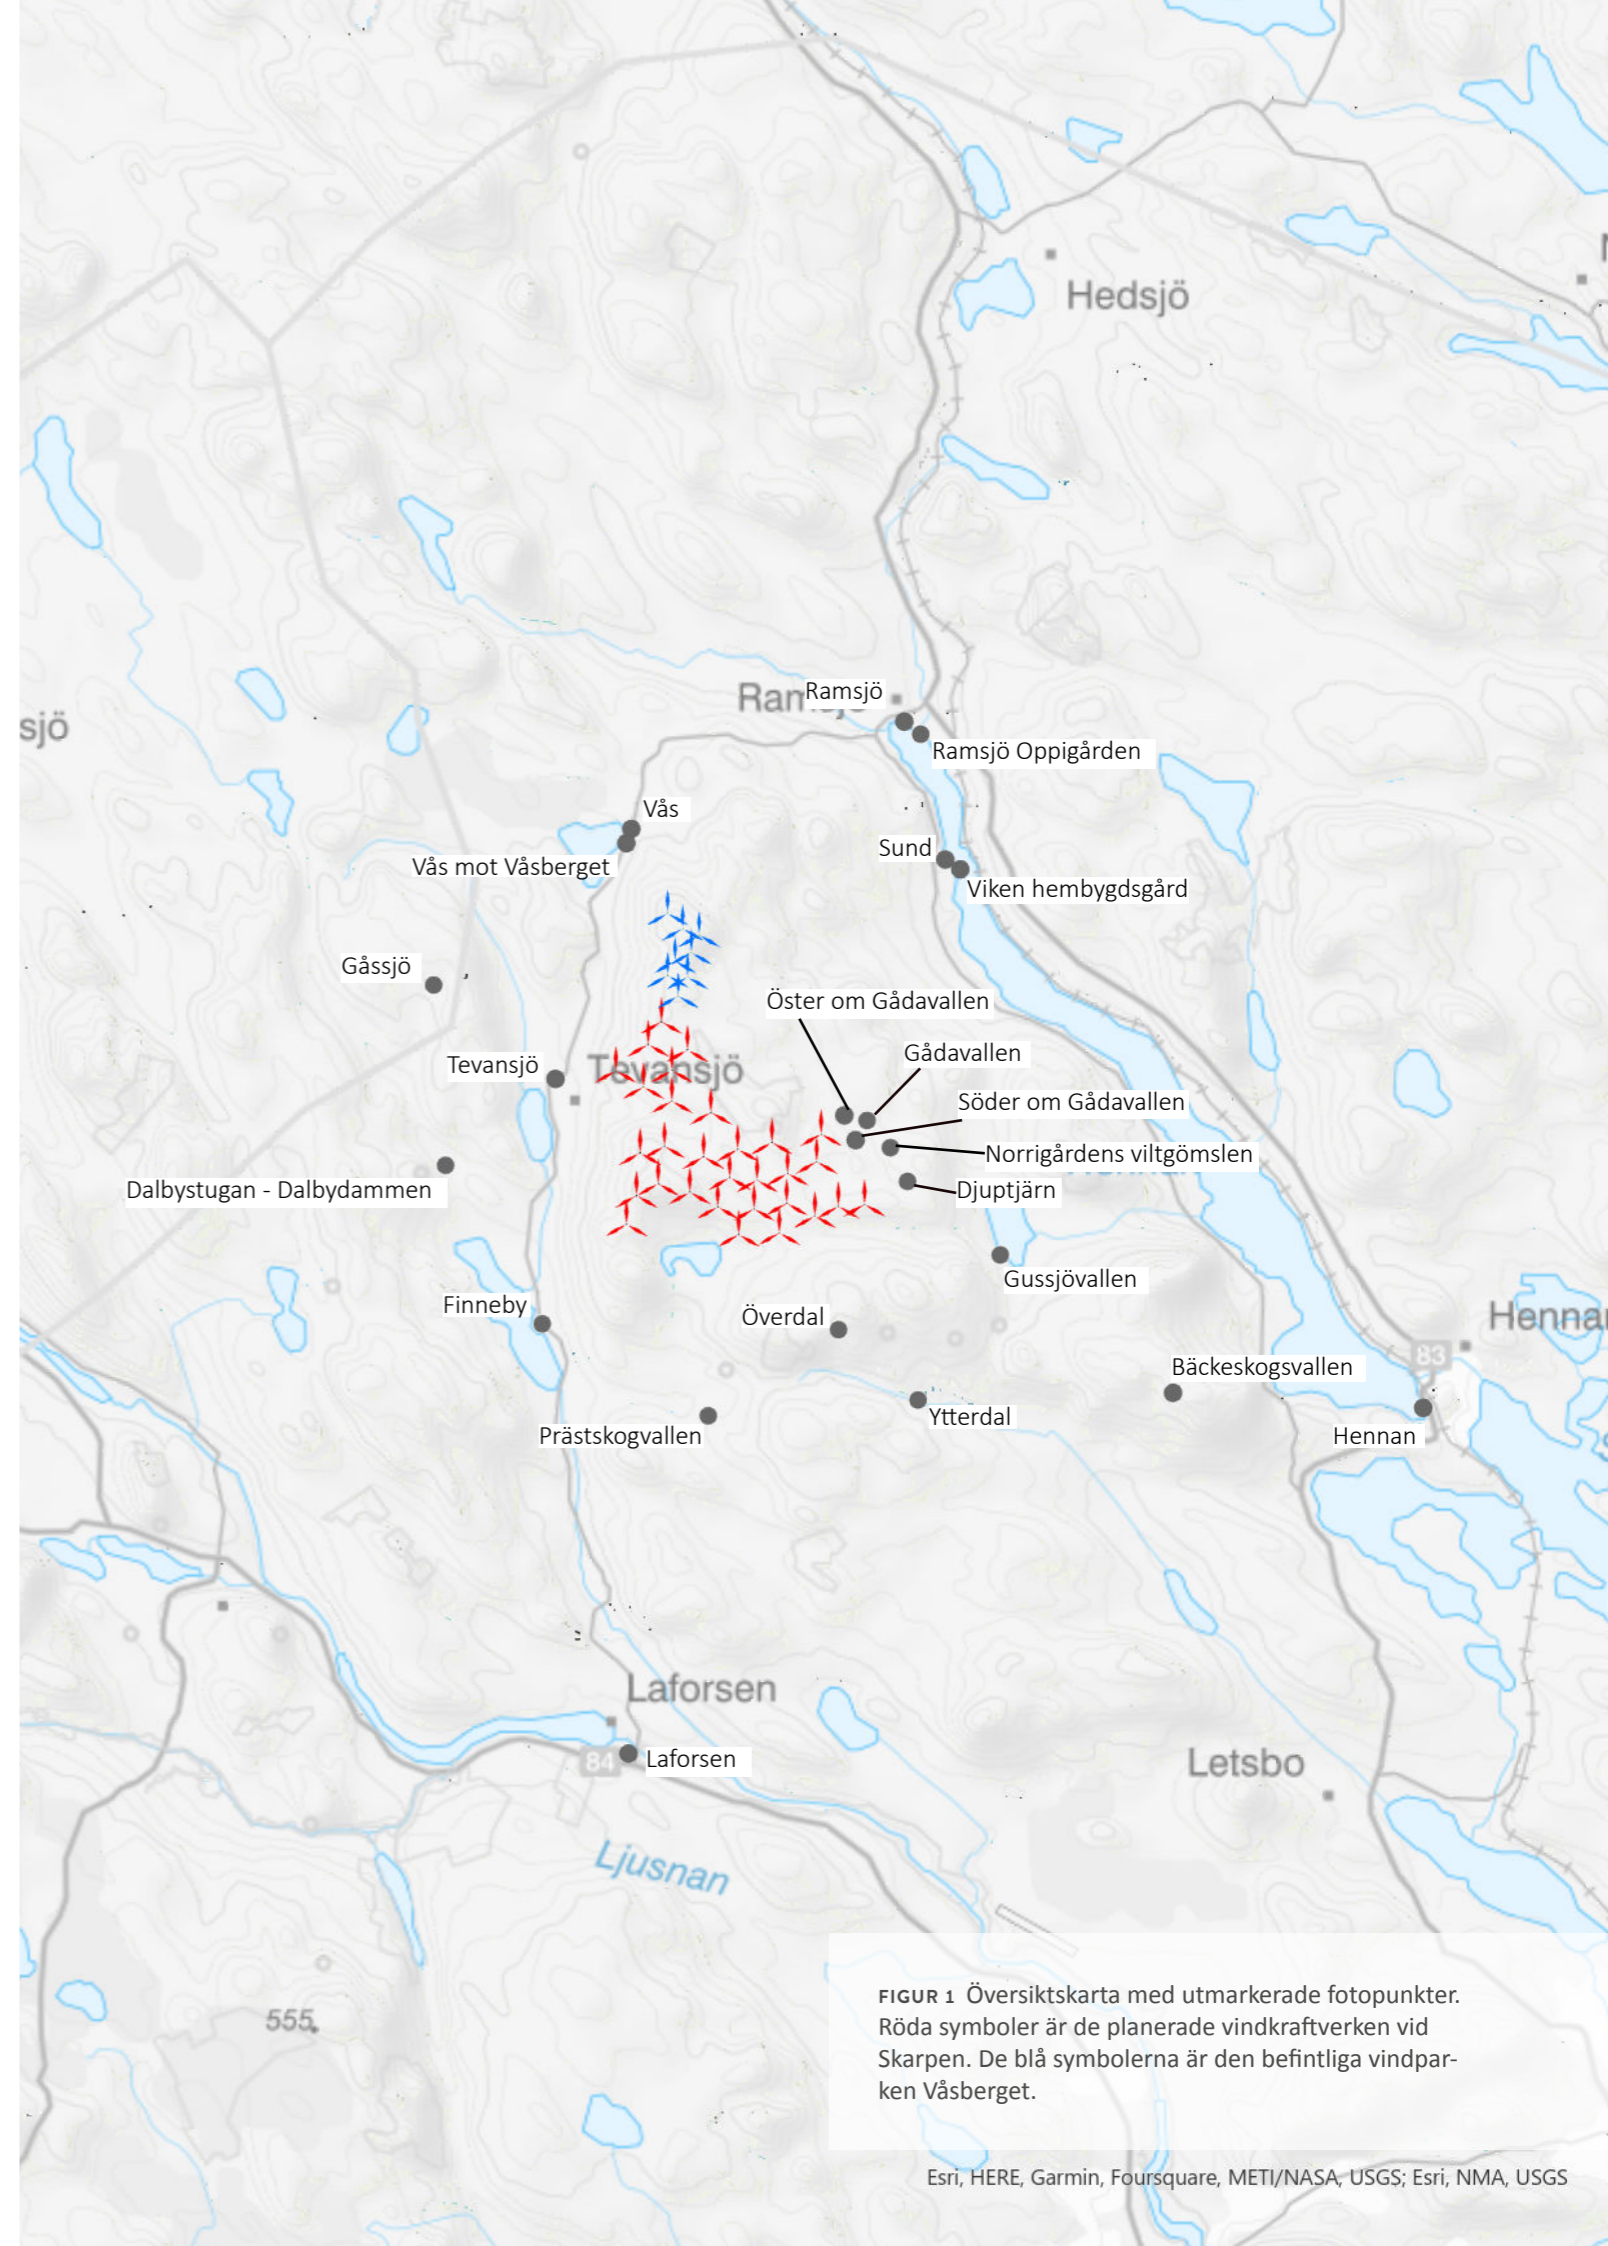 Hedsjö
Ramsjö
Ramsjö Oppigården
sjö
Vås
Vås mot Våsberget
Sund
Viken hembygdsgård
Gåssjö
Öster om Gådavallen
Gådavallen
Tevansjö
Tevansjö
Söder om Gådavallen
Norrigårdens viltgömslen
Dalbystugan - Dalbydammen
Djuptjärn
Gussjövallen
Finneby
Överdal
Hennan
83
Bäckeskogsvallen
Ytterdal
Prästskogvallen
Hennan
Laforsen
84
Laforsen
Letsbo
Ljusnan
555
FIGUR 1 Översiktskarta med utmarkerade fotopunkter.
Röda symboler är de planerade vindkraftverken vid
Skarpen. De blå symbolerna är den befintliga vindpar-
ken Våsberget.
Esri, HERE, Garmin, Foursquare, METI/NASA, USGS; Esri, NMA, USGS